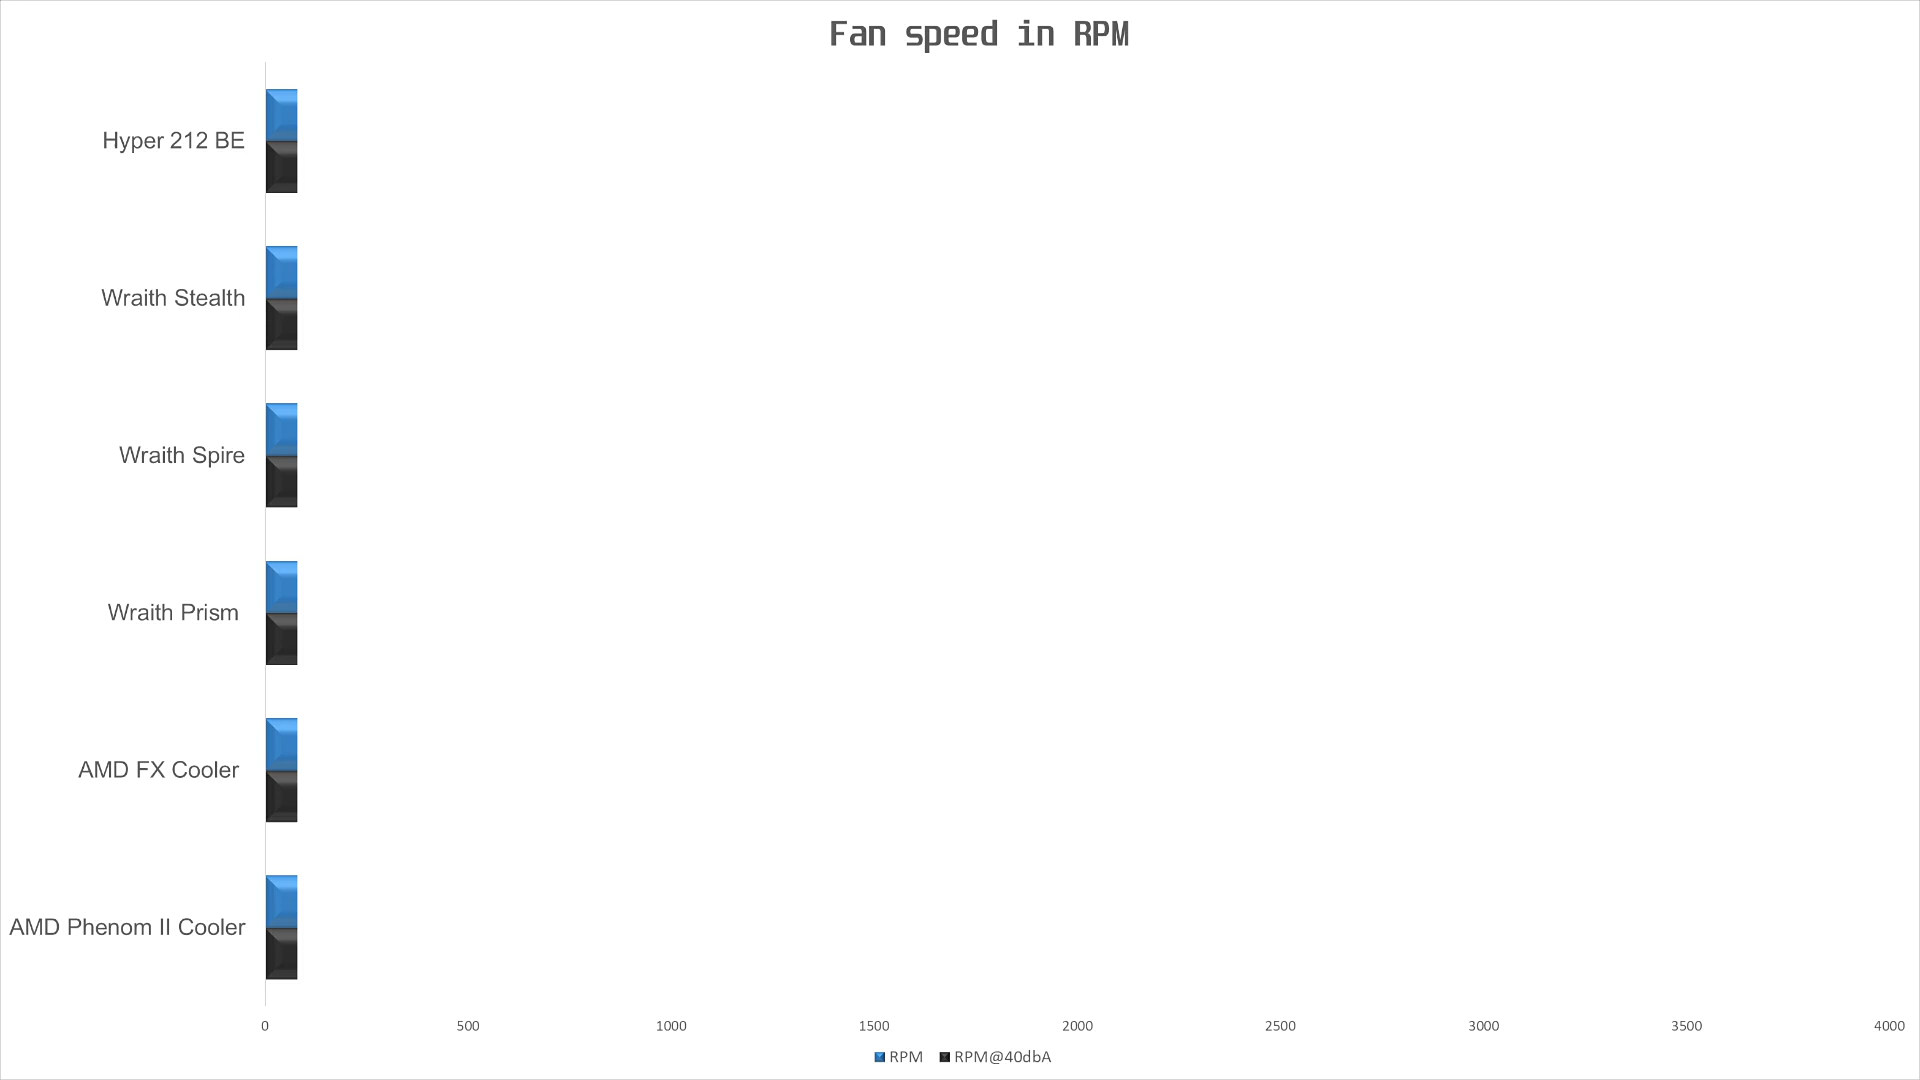 Fan speed in RPM
Hyper 212 BE
Wraith Stealth
Wraith Spire
Wraith Prism
AMD FX Cooler
AMD Phenom II Cooler
0 500 1000 1500 2000 2500 3000 3500 4000
RPM RPM@40dbA